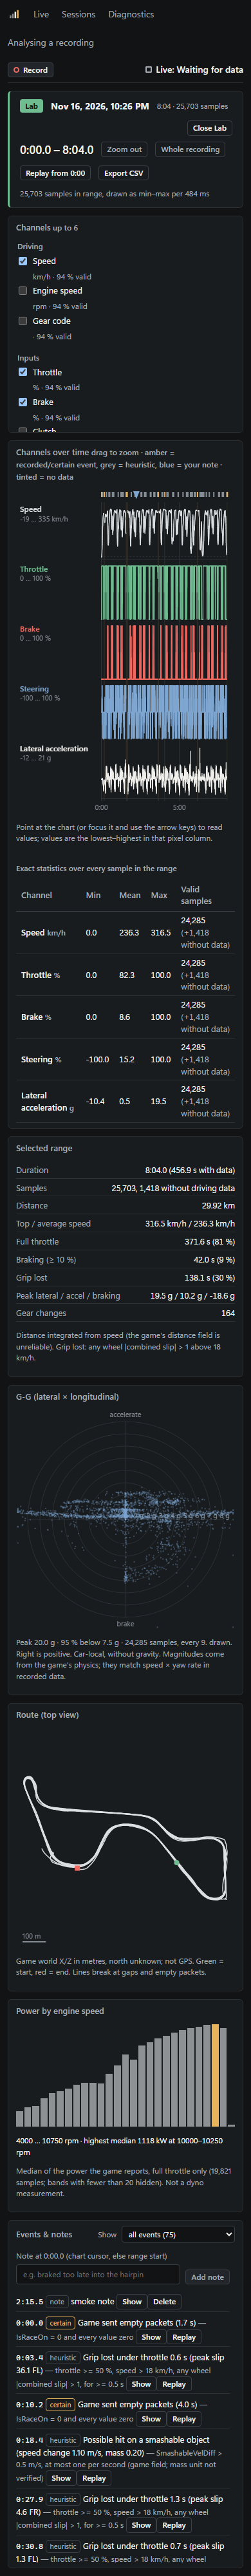 Live Sessions Diagnostics
Analysing a recording
Record
Live: Waiting for data
Lab Nov 16, 2026, 10:26 PM 8:04 · 25,703 samples
Close Lab
0:00.0 – 8:04.0 Zoom out Whole recording
Replay from 0:00 Export CSV
25,703 samples in range, drawn as min–max per 484 ms
Channels up to 6
Driving
Speed
km/h · 94 % valid
Engine speed
rpm · 94 % valid
Gear code
· 94 % valid
Inputs
Throttle
% · 94 % valid
Brake
% · 94 % valid
Clutch
Channels over time drag to zoom · amber =
recorded/certain event, grey = heuristic, blue = your note ·
tinted = no data
Speed
-19 ... 335 km/h
Throttle
0 ... 100 %
Brake
0 ... 100 %
Steering
-100 ... 100 %
Lateral acceleration
-12 ... 21 g
0:00 5:00
Point at the chart (or focus it and use the arrow keys) to read
values; values are the lowest–highest in that pixel column.
Exact statistics over every sample in the range
Channel Min Mean Max Valid
samples
Speed km/h 0.0 236.3 316.5 24,285
(+1,418
without data)
Throttle % 0.0 82.3 100.0 24,285
(+1,418
without data)
Brake % 0.0 8.6 100.0 24,285
(+1,418
without data)
Steering % -100.0 15.2 100.0 24,285
(+1,418
without data)
Lateral
acceleration g -10.4 0.5 19.5 24,285
(+1,418
without data)
Selected range
Duration 8:04.0 (456.9 s with data)
Samples 25,703, 1,418 without driving data
Distance 29.92 km
Top / average speed 316.5 km/h / 236.3 km/h
Full throttle 371.6 s (81 %)
Braking (≥ 10 %) 42.0 s (9 %)
Grip lost 138.1 s (30 %)
Peak lateral / accel / braking 19.5 g / 10.2 g / -18.6 g
Gear changes 164
Distance integrated from speed (the game's distance field is
unreliable). Grip lost: any wheel |combined slip| > 1 above 18
km/h.
G-G (lateral × longitudinal)
accelerate
brake
Peak 20.0 g · 95 % below 7.5 g · 24,285 samples, every 9. drawn.
Right is positive. Car-local, without gravity. Magnitudes come
from the game's physics; they match speed × yaw rate in
recorded data.
Route (top view)
100 m
Game world X/Z in metres, north unknown; not GPS. Green =
start, red = end. Lines break at gaps and empty packets.
Power by engine speed
4000 ... 10750 rpm · highest median 1118 kW at 10000–10250
rpm
Median of the power the game reports, full throttle only (19,821
samples; bands with fewer than 20 hidden). Not a dyno
measurement.
Events & notes Show all events (75)
Note at 0:00.0 (chart cursor, else range start)
e.g. braked too late into the hairpin Add note
2:15.5 note smoke note Show Delete
0:00.0 certain Game sent empty packets (1.7 s) —
IsRaceOn = 0 and every value zero Show Replay
0:03.4 heuristic Grip lost under throttle 0.6 s (peak slip
36.1 FL) — throttle >= 50 %, speed > 18 km/h, any wheel
|combined slip| > 1, for >= 0.5 s Show Replay
0:10.2 certain Game sent empty packets (4.0 s) —
IsRaceOn = 0 and every value zero Show Replay
0:18.4 heuristic Possible hit on a smashable object
(speed change 1.10 m/s, mass 0.20) — SmashableVelDiff >
0.5 m/s, at most one per second (game field; mass unit not
verified) Show Replay
0:27.9 heuristic Grip lost under throttle 1.3 s (peak slip
4.6 FR) — throttle >= 50 %, speed > 18 km/h, any wheel
|combined slip| > 1, for >= 0.5 s Show Replay
0:30.8 heuristic Grip lost under throttle 0.7 s (peak slip
1.3 FL) — throttle >= 50 %, speed > 18 km/h, any wheel